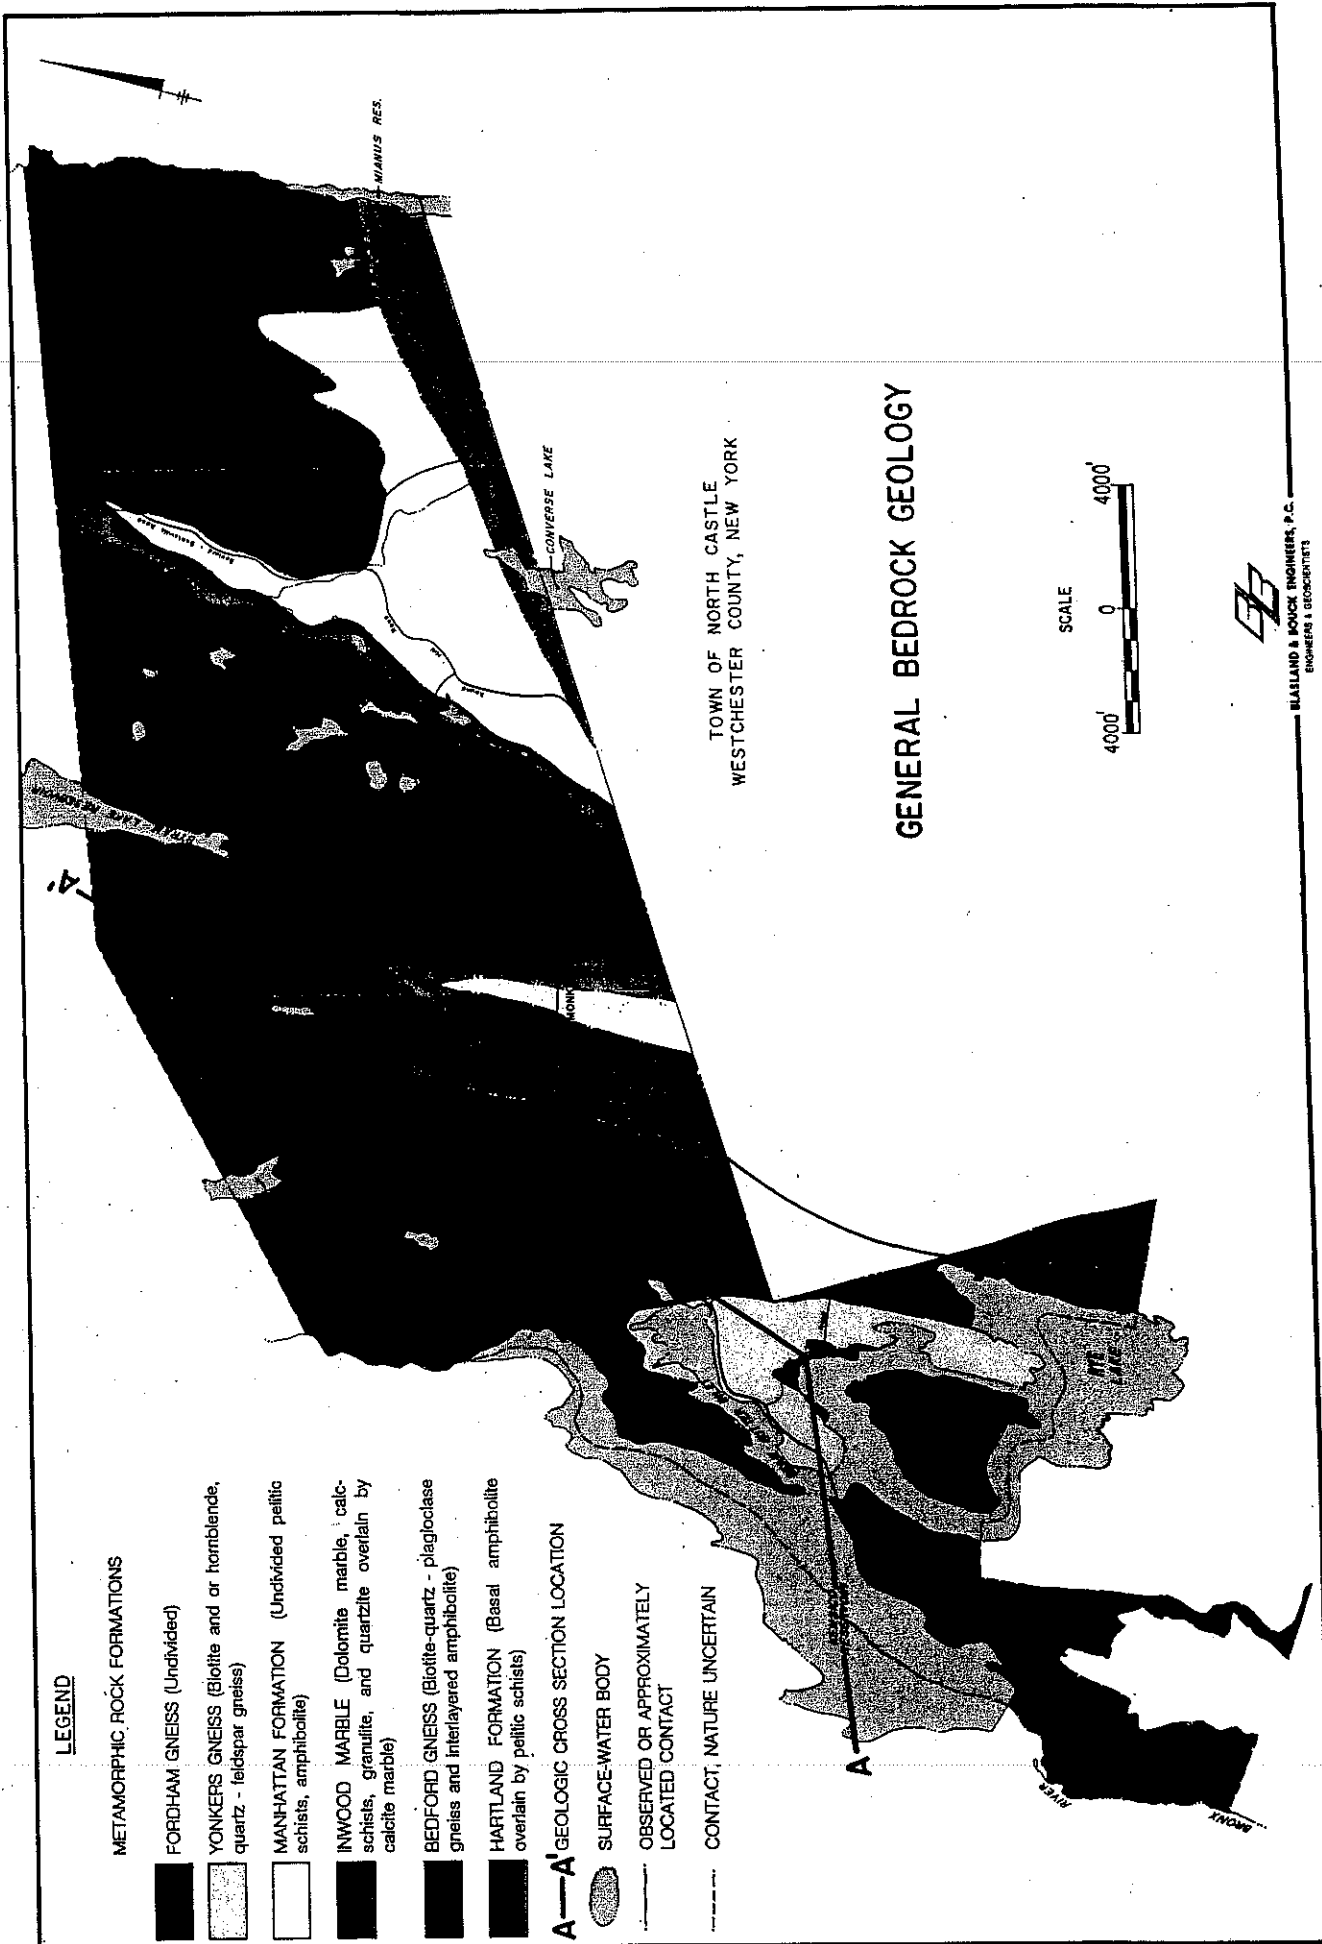 LEGEND
METAMORPHIC ROCK FORMATIONS
FORDHAM GNEISS (Undivided)
YONKERS GNEISS (Biotite and or hornblende,
quartz - feldspar gneiss)
MANHATTAN FORMATION (Undivided pelitic
schists, amphibolite)
INWOOD MARBLE (Dolomite marble, calc-
schists, granulite, and quartzite overlain by
calcite marble)
BEDFORD GNEISS (Biotite-quartz - plagioclase
gneiss and interlayered amphibolite)
HARTLAND FORMATION (Basal amphibolite
overlain by pelitic schists)
A—A' GEOLOGIC CROSS SECTION LOCATION
SURFACE-WATER BODY
OBSERVED OR APPROXIMATELY
LOCATED CONTACT
CONTACT, NATURE UNCERTAIN
A'
A
MIANUS RES.
CONVERSE LAKE
RYE
LAKE
BRONX
RIVER
TOWN OF NORTH CASTLE
WESTCHESTER COUNTY, NEW YORK
GENERAL BEDROCK GEOLOGY
SCALE
4000' 0 4000'
BLASLAND & BOUCK ENGINEERS, P.C.
ENGINEERS & GEOSCIENTISTS